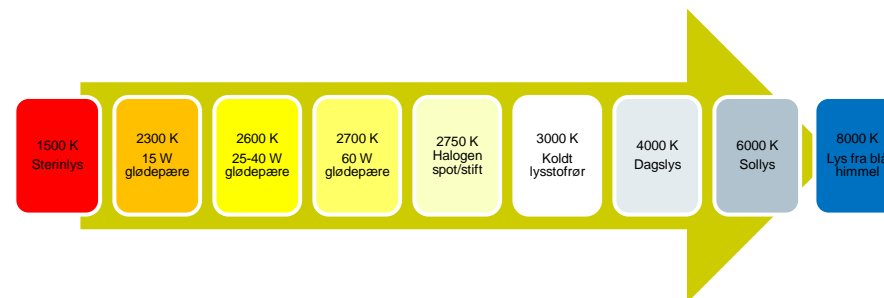 1500 K
Sterinlys
2300 K
15 W
glødepære
2600 K
25-40 W
glødepære
2700 K
60 W
glødepære
2750 K
Halogen
spot/stift
3000 K
Koldt
lysstofrør
4000 K
Dagslys
6000 K
Sollys
8000 K
Lys fra blå
himmel